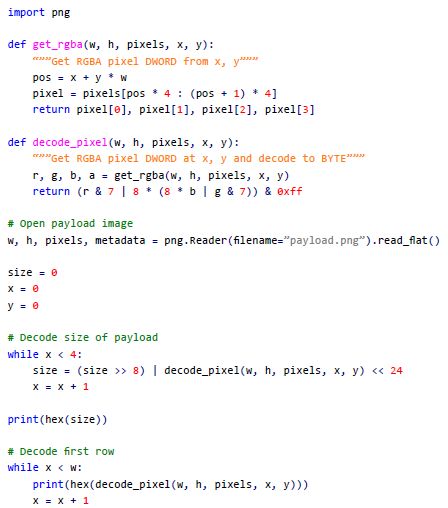 import png

def get_rgba(w, h, pixels, x, y):
    “””Get RGBA pixel DWORD from x, y”””
    pos = x + y * w
    pixel = pixels[pos * 4 : (pos + 1) * 4]
    return pixel[0], pixel[1], pixel[2], pixel[3]

def decode_pixel(w, h, pixels, x, y):
    “””Get RGBA pixel DWORD at x, y and decode to BYTE”””
    r, g, b, a = get_rgba(w, h, pixels, x, y)
    return (r & 7 | 8 * (8 * b | g & 7)) & 0xff

# Open payload image
w, h, pixels, metadata = png.Reader(filename=”payload.png”).read_flat()

size = 0
x = 0
y = 0

# Decode size of payload
while x < 4:
    size = (size >> 8) | decode_pixel(w, h, pixels, x, y) << 24
    x = x + 1

print(hex(size))

# Decode first row
while x < w:
    print(hex(decode_pixel(w, h, pixels, x, y)))
    x = x + 1